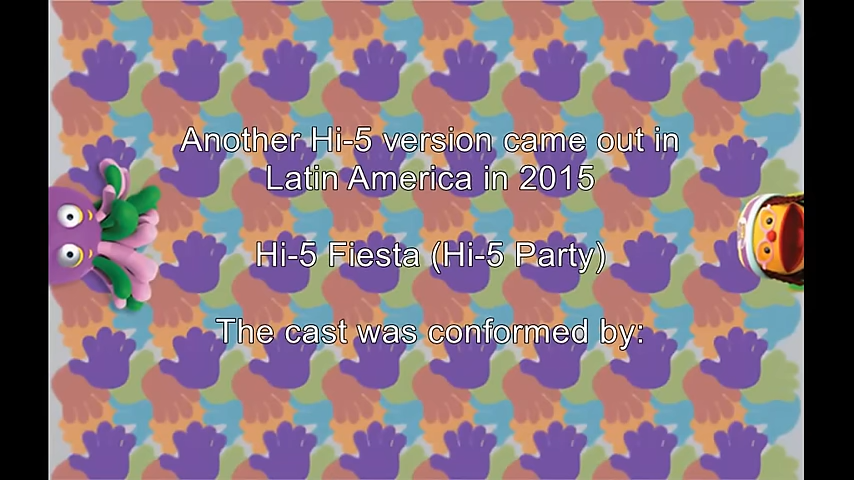 Another Hi-5 version came out in
Latin America in 2015
Hi-5 Fiesta (Hi-5 Party)
The cast was conformed by: